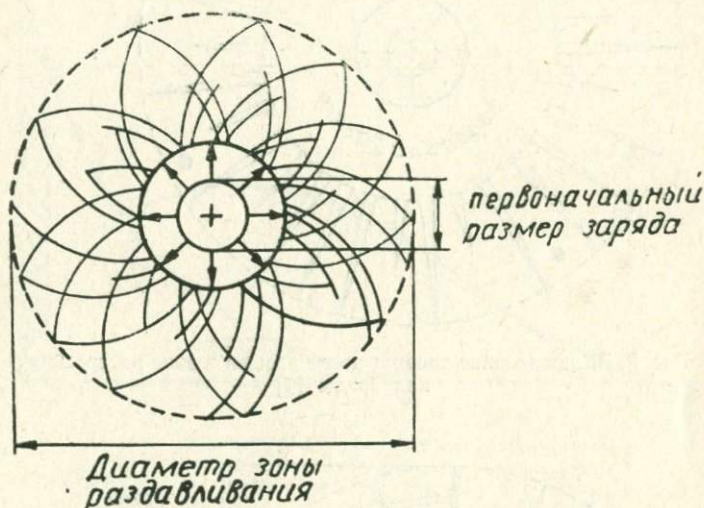 первоначальный
размер заряда
Диаметр зоны
раздавливания